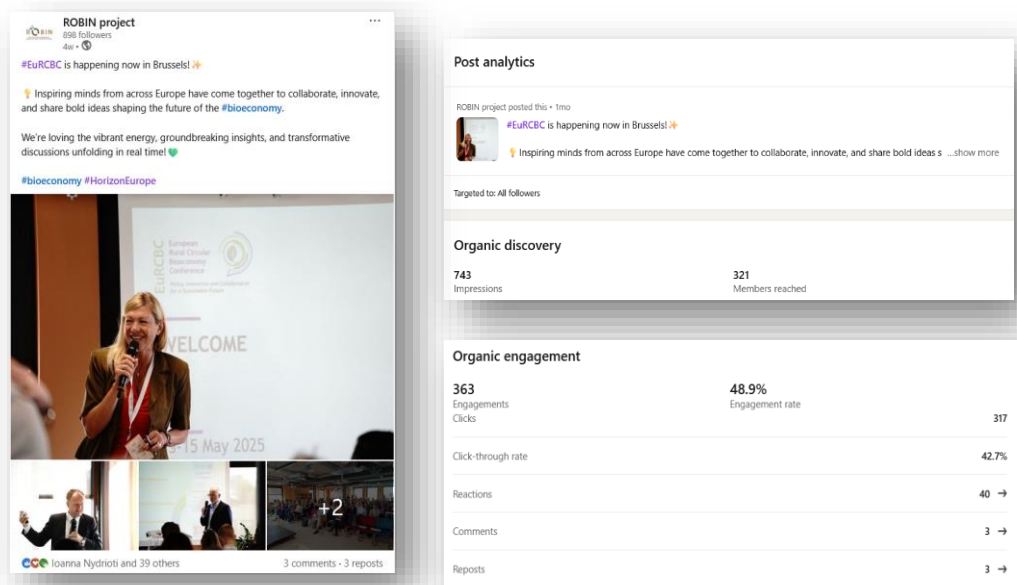 ROBIN
ROBIN project
898 followers
4w •
#EuRCBC is happening now in Brussels!
Inspiring minds from across Europe have come together to collaborate, innovate,
and share bold ideas shaping the future of the #bioeconomy.
We're loving the vibrant energy, groundbreaking insights, and transformative
discussions unfolding in real time!
#bioeconomy #HorizonEurope
EuRCBC
European
Rural Circular
Bioeconomy
Conference
WELCOME
-15 May 2025
+2
Ioanna Nydrioti and 39 others
3 comments • 3 reposts
Post analytics
ROBIN project posted this • 1mo
#EuRCBC is happening now in Brussels!
Inspiring minds from across Europe have come together to collaborate, innovate, and share bold ideas s ...show more
Targeted to: All followers
Organic discovery
743
Impressions
321
Members reached
Organic engagement
363
Engagements
48.9%
Engagement rate
Clicks
317
Click-through rate
42.7%
Reactions
40 →
Comments
3 →
Reposts
3 →